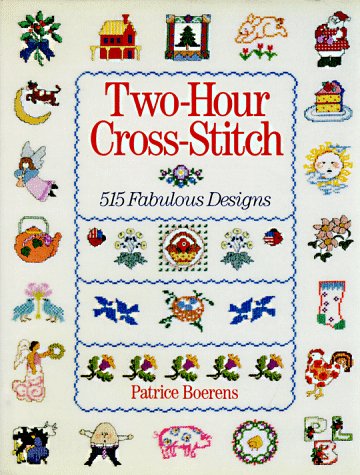 Two-Hour
Cross-Stitch
515 Fabulous Designs
Patrice Boerens
P L
B